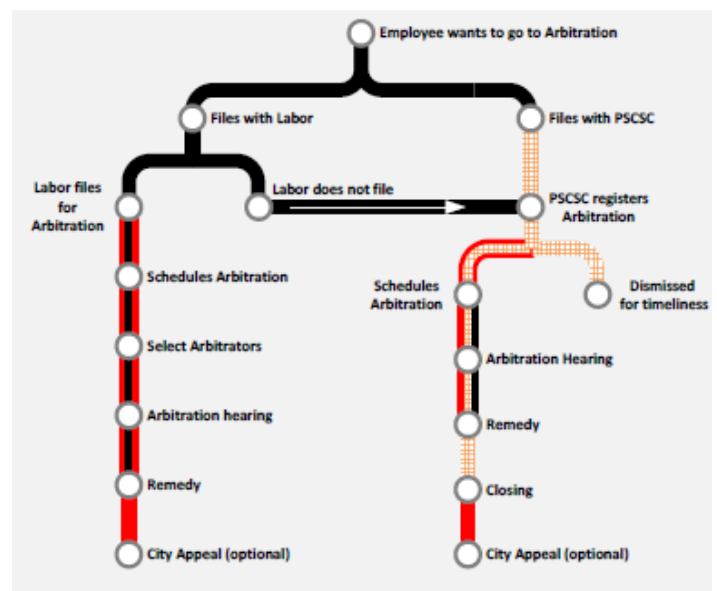 Employee wants to go to Arbitration
Files with Labor
Files with PSCSC
Labor files
for
Arbitration
Labor does not file
PSCSC registers
Arbitration
Schedules Arbitration
Schedules
Arbitration
Dismissed
for timeliness
Select Arbitrators
Arbitration Hearing
Arbitration hearing
Remedy
Remedy
Closing
City Appeal (optional)
City Appeal (optional)